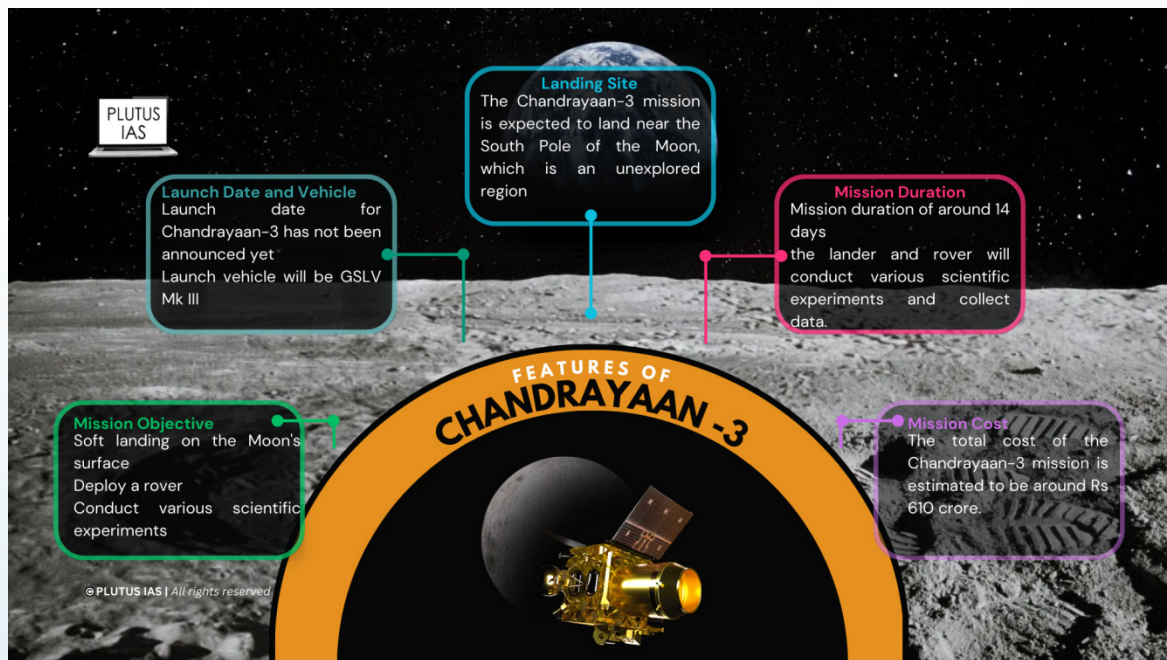 PLUTUS
IAS
Landing Site
The Chandrayaan-3 mission
is expected to land near the
South Pole of the Moon,
which is an unexplored
region
Launch Date and Vehicle
Launch date for
Chandrayaan-3 has not been
announced yet
Launch vehicle will be GSLV
Mk III
Mission Duration
Mission duration of around 14
days
the lander and rover will
conduct various scientific
experiments and collect
data.
FEATURES OF
CHANDRAYAAN -3
Mission Objective
Soft landing on the Moon's
surface
Deploy a rover
Conduct various scientific
experiments
Mission Cost
The total cost of the
Chandrayaan-3 mission is
estimated to be around Rs
610 crore.
© PLUTUS IAS | All rights reserved